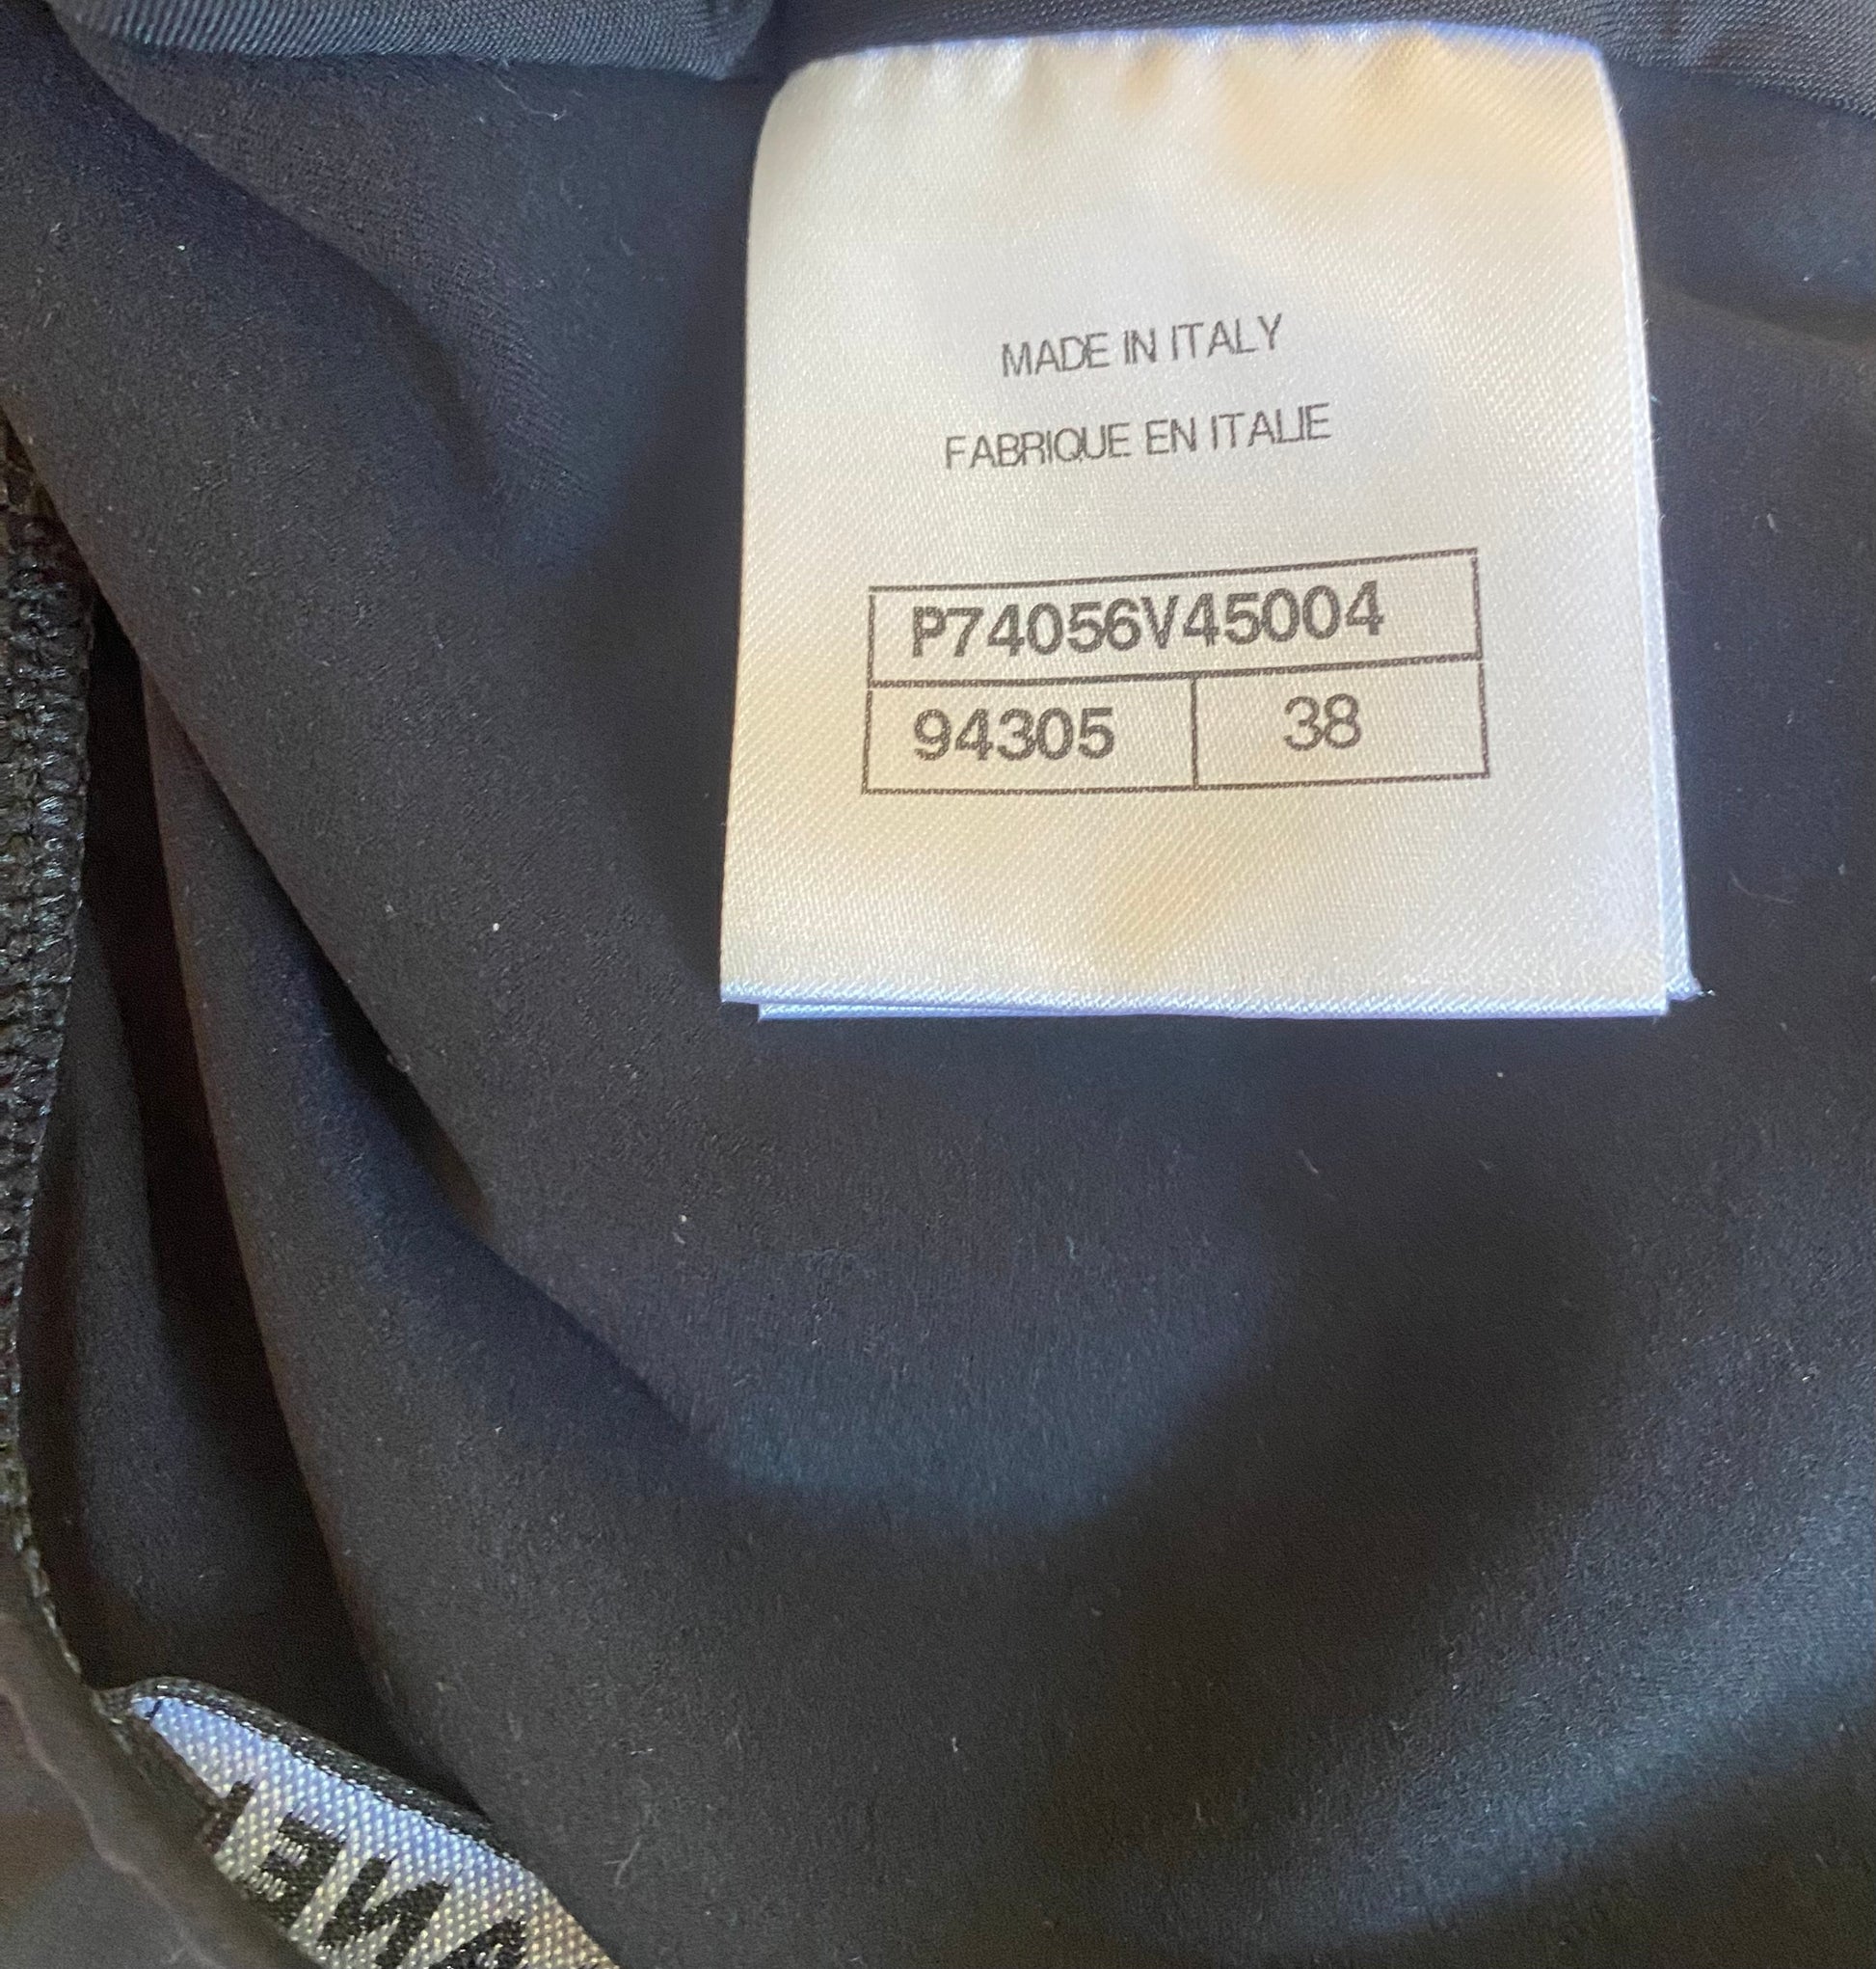 MADE IN ITALY
FABRIQUE EN ITALIE
P74056V45004
94305 38